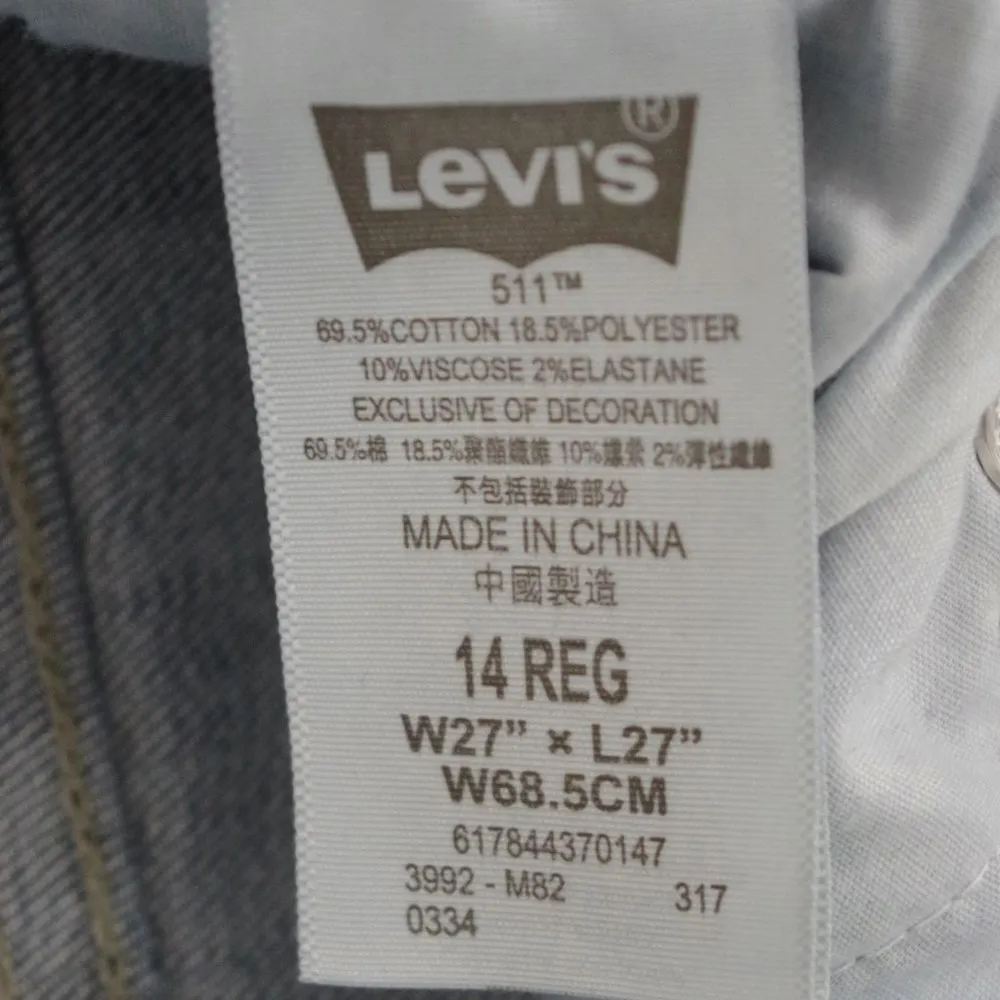 LEVI'S®
511™
69.5%COTTON 18.5%POLYESTER
10%VISCOSE 2%ELASTANE
EXCLUSIVE OF DECORATION
69.5%棉 18.5%聚酯纖維 10%嫘縈 2%彈性纖維
不包括裝飾部分
MADE IN CHINA
中國製造
14 REG
W27” × L27”
W68.5CM
617844370147
3992 - M82 317
0334